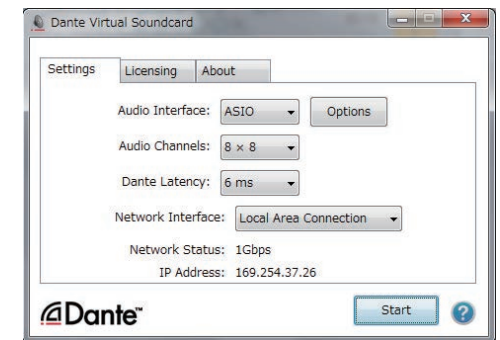 Dante Virtual Soundcard
Settings Licensing About
Audio Interface: ASIO Options
Audio Channels: 8 × 8
Dante Latency: 6 ms
Network Interface: Local Area Connection
Network Status: 1Gbps
IP Address: 169.254.37.26
Dante™ Start ?